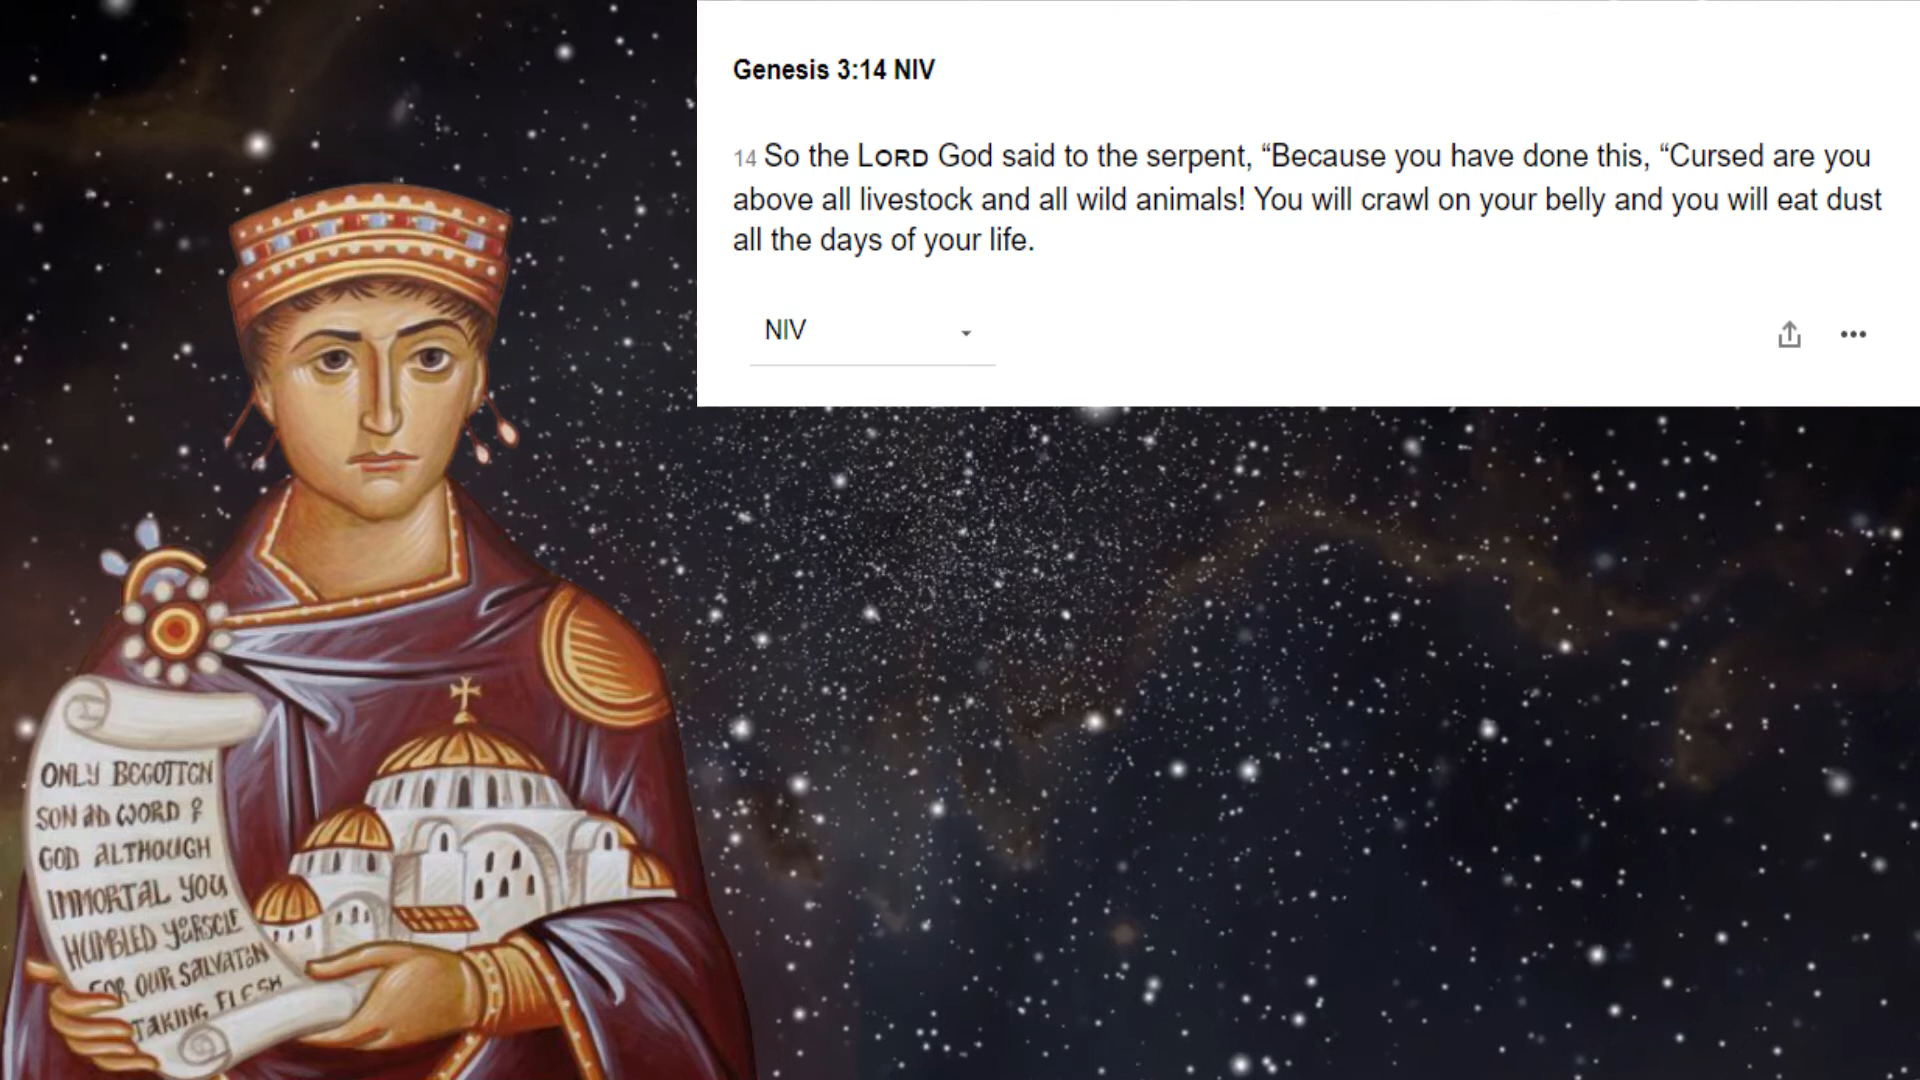 Genesis 3:14 NIV
14 So the LORD God said to the serpent, “Because you have done this, “Cursed are you
above all livestock and all wild animals! You will crawl on your belly and you will eat dust
all the days of your life.
NIV
ONLY BEGOTTEN
SON AND WORD OF
GOD ALTHOUGH
IMMORTAL YOU
HUMBLED YOURSELF
FOR OUR SALVATION
TAKING FLESH